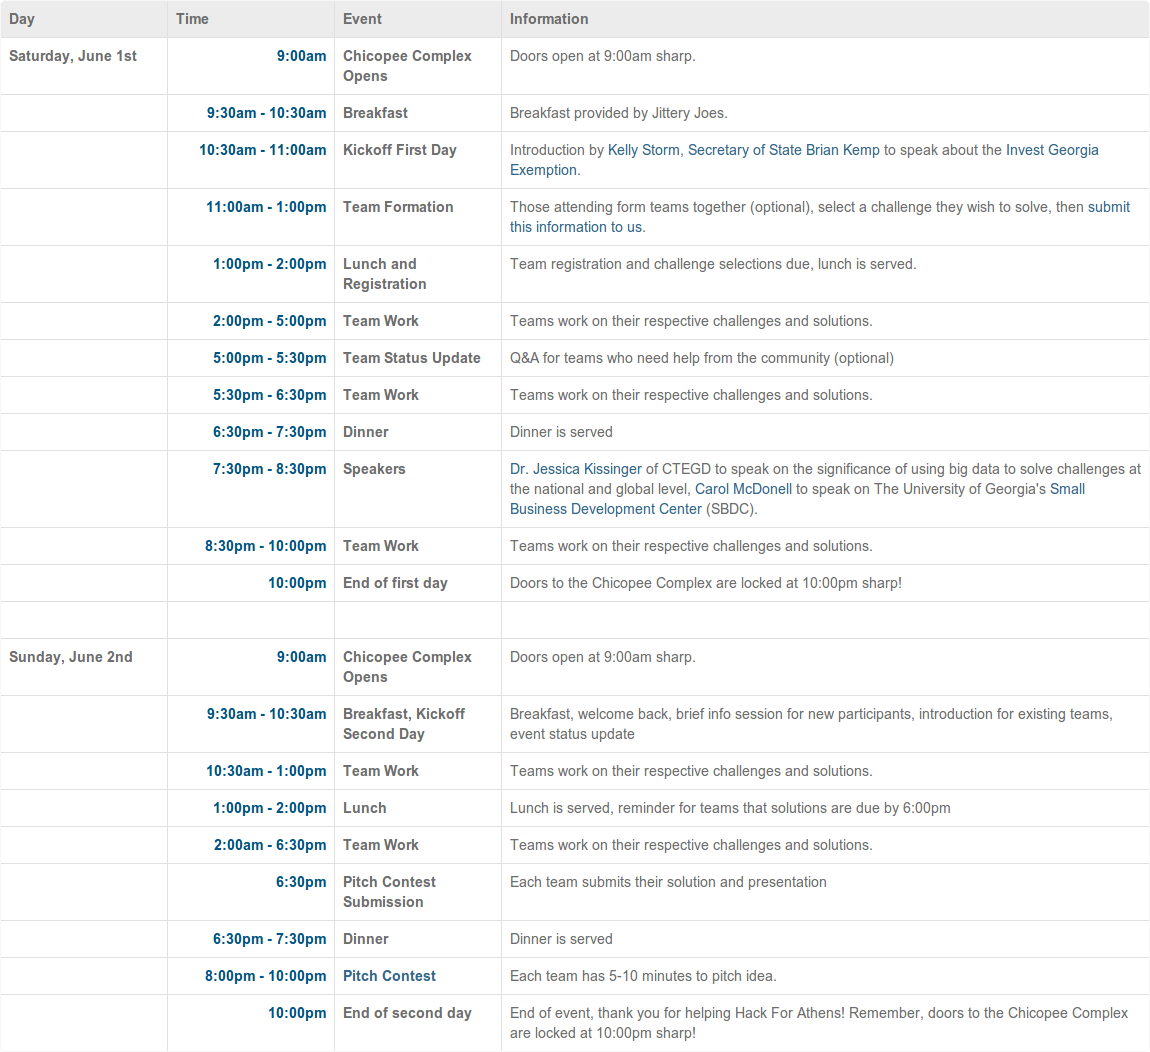 Day Time Event Information
Saturday, June 1st 9:00am Chicopee Complex Doors open at 9:00am sharp.
Opens
9:30am - 10:30am Breakfast Breakfast provided by Jittery Joes.
10:30am - 11:00am Kickoff First Day Introduction by Kelly Storm, Secretary of State Brian Kemp to speak about the Invest Georgia
Exemption.
11:00am - 1:00pm Team Formation Those attending form teams together (optional), select a challenge they wish to solve, then submit
this information to us.
1:00pm - 2:00pm Lunch and Team registration and challenge selections due, lunch is served.
Registration
2:00pm - 5:00pm Team Work Teams work on their respective challenges and solutions.
5:00pm - 5:30pm Team Status Update Q&A for teams who need help from the community (optional)
5:30pm - 6:30pm Team Work Teams work on their respective challenges and solutions.
6:30pm - 7:30pm Dinner Dinner is served
7:30pm - 8:30pm Speakers Dr. Jessica Kissinger of CTEGD to speak on the significance of using big data to solve challenges at
the national and global level, Carol McDonell to speak on The University of Georgia's Small
Business Development Center (SBDC).
8:30pm - 10:00pm Team Work Teams work on their respective challenges and solutions.
10:00pm End of first day Doors to the Chicopee Complex are locked at 10:00pm sharp!
Sunday, June 2nd 9:00am Chicopee Complex Doors open at 9:00am sharp.
Opens
9:30am - 10:30am Breakfast, Kickoff Breakfast, welcome back, brief info session for new participants, introduction for existing teams,
Second Day event status update
10:30am - 1:00pm Team Work Teams work on their respective challenges and solutions.
1:00pm - 2:00pm Lunch Lunch is served, reminder for teams that solutions are due by 6:00pm
2:00am - 6:30pm Team Work Teams work on their respective challenges and solutions.
6:30pm Pitch Contest Each team submits their solution and presentation
Submission
6:30pm - 7:30pm Dinner Dinner is served
8:00pm - 10:00pm Pitch Contest Each team has 5-10 minutes to pitch idea.
10:00pm End of second day End of event, thank you for helping Hack For Athens! Remember, doors to the Chicopee Complex
are locked at 10:00pm sharp!